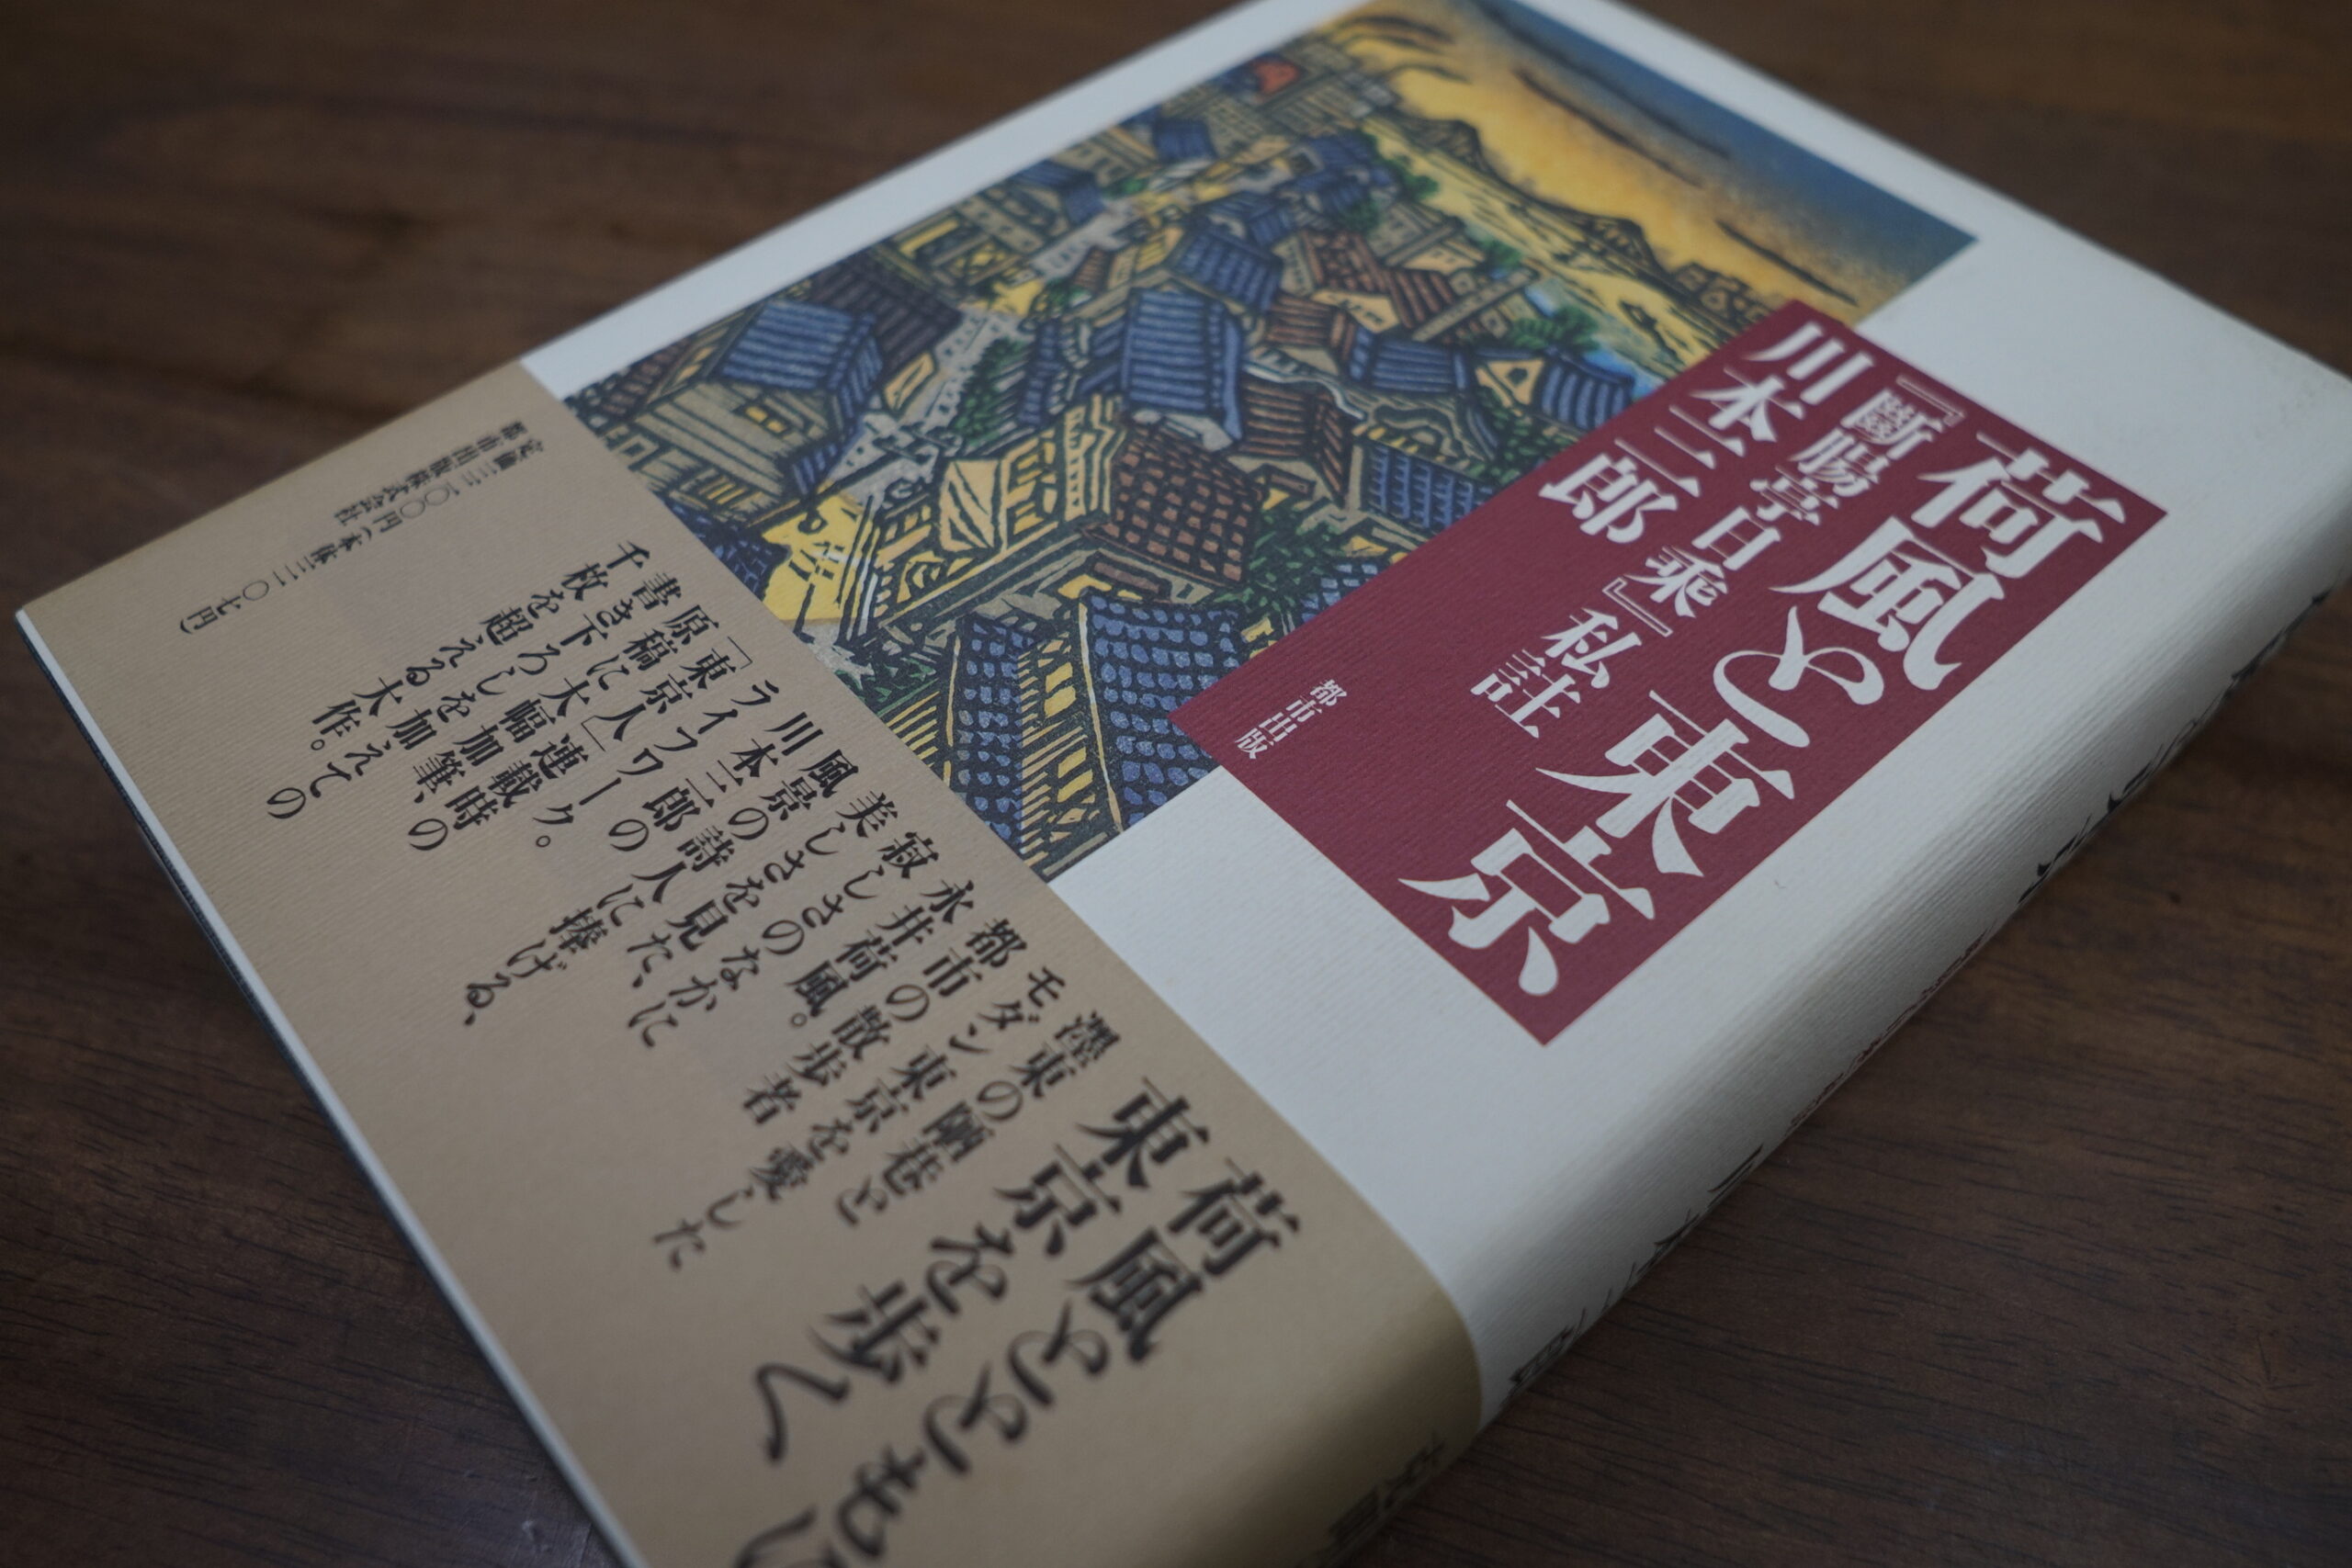 荷風と東京
『斷腸亭日乗』私註
川本三郎
都市出版
荷風とともに
東京を歩く
濹東の陋巷と
モダン東京を愛した
都市の散歩者
永井荷風。
寂しさのなかに
美しさを見た、
風景の詩人に捧げる、
川本三郎の
ライフワーク。
「東京人」連載時の
原稿に大幅加筆、
書き下ろしを加えての
千枚を超える大作。
定価三二〇〇円(本体三一〇七円)
都市出版株式会社